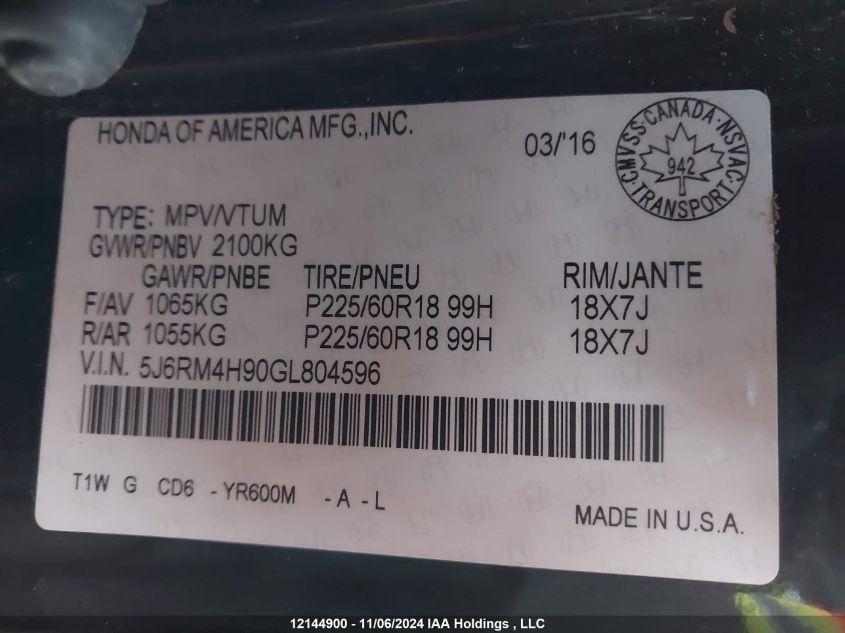 HONDA OF AMERICA MFG.,INC.
03/'16
CMVSS·CANADA·NSVAC
942
·TRANSPORT·
TYPE: MPV/VTUM
GVWR/PNBV 2100KG
GAWR/PNBE TIRE/PNEU RIM/JANTE
F/AV 1065KG P225/60R18 99H 18X7J
R/AR 1055KG P225/60R18 99H 18X7J
V.I.N. 5J6RM4H90GL804596
T1W G CD6 - YR600M - A - L
MADE IN U.S.A.
12144900 - 11/06/2024 IAA Holdings , LLC